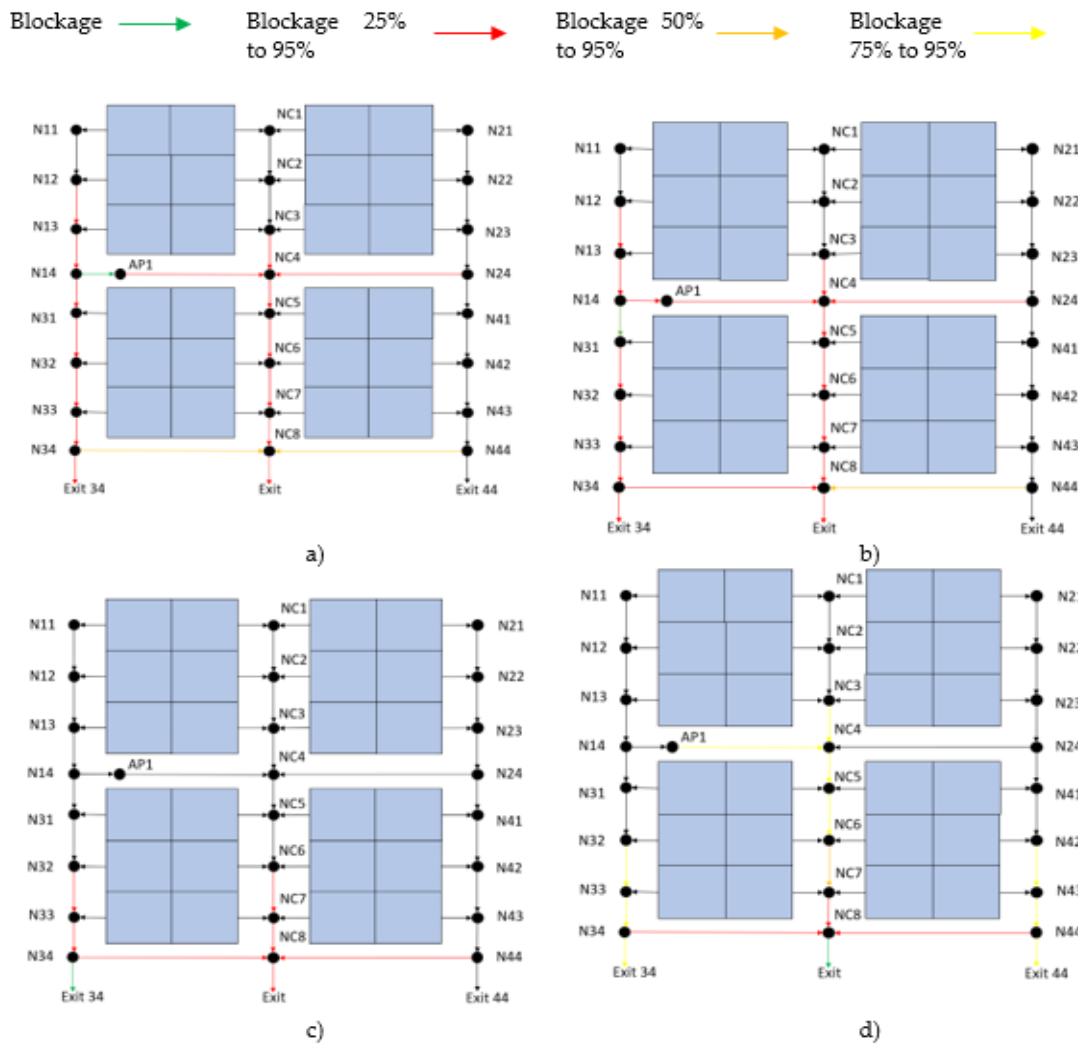 Blockage
Blockage 25%
to 95%
Blockage 50%
to 95%
Blockage
75% to 95%
N11
NC1
N21
N12
NC2
N22
N13
NC3
N23
N14
AP1
NC4
N24
N31
NC5
N41
N32
NC6
N42
N33
NC7
N43
N34
NC8
N44
Exit 34
Exit
Exit 44
a)
N11
NC1
N21
N12
NC2
N22
N13
NC3
N23
N14
AP1
NC4
N24
N31
NC5
N41
N32
NC6
N42
N33
NC7
N43
N34
NC8
N44
Exit 34
Exit
Exit 44
b)
N11
NC1
N21
N12
NC2
N22
N13
NC3
N23
N14
AP1
NC4
N24
N31
NC5
N41
N32
NC6
N42
N33
NC7
N43
N34
NC8
N44
Exit 34
Exit
Exit 44
c)
N11
NC1
N21
N12
NC2
N22
N13
NC3
N23
N14
AP1
NC4
N24
N31
NC5
N41
N32
NC6
N42
N33
NC7
N43
N34
NC8
N44
Exit 34
Exit
Exit 44
d)